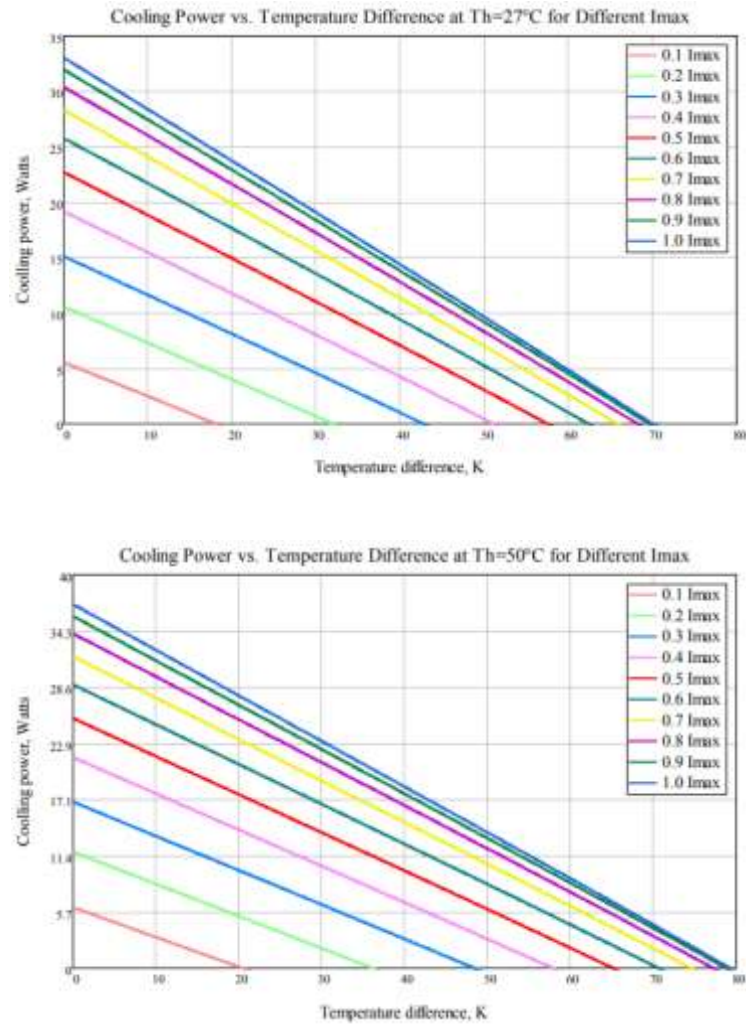 Cooling Power vs. Temperature Difference at Th=27°C for Different Imax
35
30
25
20
15
10
5
0
Coolling power, Watts
0.1 Imax
0.2 Imax
0.3 Imax
0.4 Imax
0.5 Imax
0.6 Imax
0.7 Imax
0.8 Imax
0.9 Imax
1.0 Imax
0 10 20 30 40 50 60 70 80
Temperature difference, K
Cooling Power vs. Temperature Difference at Th=50°C for Different Imax
40
34.3
28.6
22.9
17.1
11.4
5.7
0
Coolling power, Watts
0.1 Imax
0.2 Imax
0.3 Imax
0.4 Imax
0.5 Imax
0.6 Imax
0.7 Imax
0.8 Imax
0.9 Imax
1.0 Imax
0 10 20 30 40 50 60 70 80
Temperature difference, K